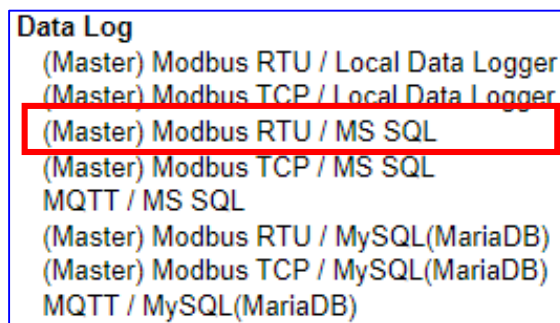 Data Log
(Master) Modbus RTU / Local Data Logger
(Master) Modbus TCP / Local Data Logger
(Master) Modbus RTU / MS SQL
(Master) Modbus TCP / MS SQL
MQTT / MS SQL
(Master) Modbus RTU / MySQL(MariaDB)
(Master) Modbus TCP / MySQL(MariaDB)
MQTT / MySQL(MariaDB)